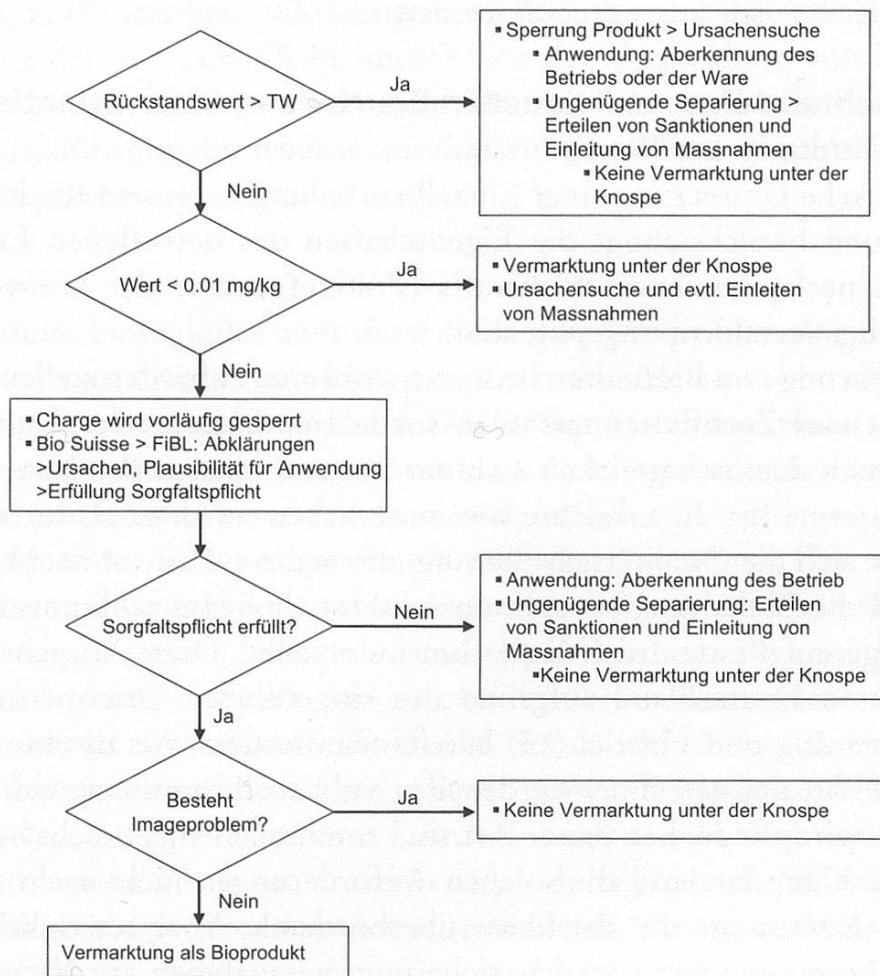 Rückstandswert > TW
Ja
▪ Sperrung Produkt > Ursachensuche
▪ Anwendung: Aberkennung des
Betriebs oder der Ware
▪ Ungenügende Separierung >
Erteilen von Sanktionen und
Einleitung von Massnahmen
▪ Keine Vermarktung unter der
Knospe
Nein
Wert < 0.01 mg/kg
Ja
▪ Vermarktung unter der Knospe
▪ Ursachensuche und evtl. Einleiten
von Massnahmen
Nein
▪ Charge wird vorläufig gesperrt
▪ Bio Suisse > FiBL: Abklärungen
>Ursachen, Plausibilität für Anwendung
>Erfüllung Sorgfaltspflicht
Sorgfaltspflicht erfüllt?
Nein
▪ Anwendung: Aberkennung des Betrieb
▪ Ungenügende Separierung: Erteilen
von Sanktionen und Einleitung von
Massnahmen
▪ Keine Vermarktung unter der Knospe
Ja
Besteht
Imageproblem?
Ja
▪ Keine Vermarktung unter der Knospe
Nein
Vermarktung als Bioprodukt